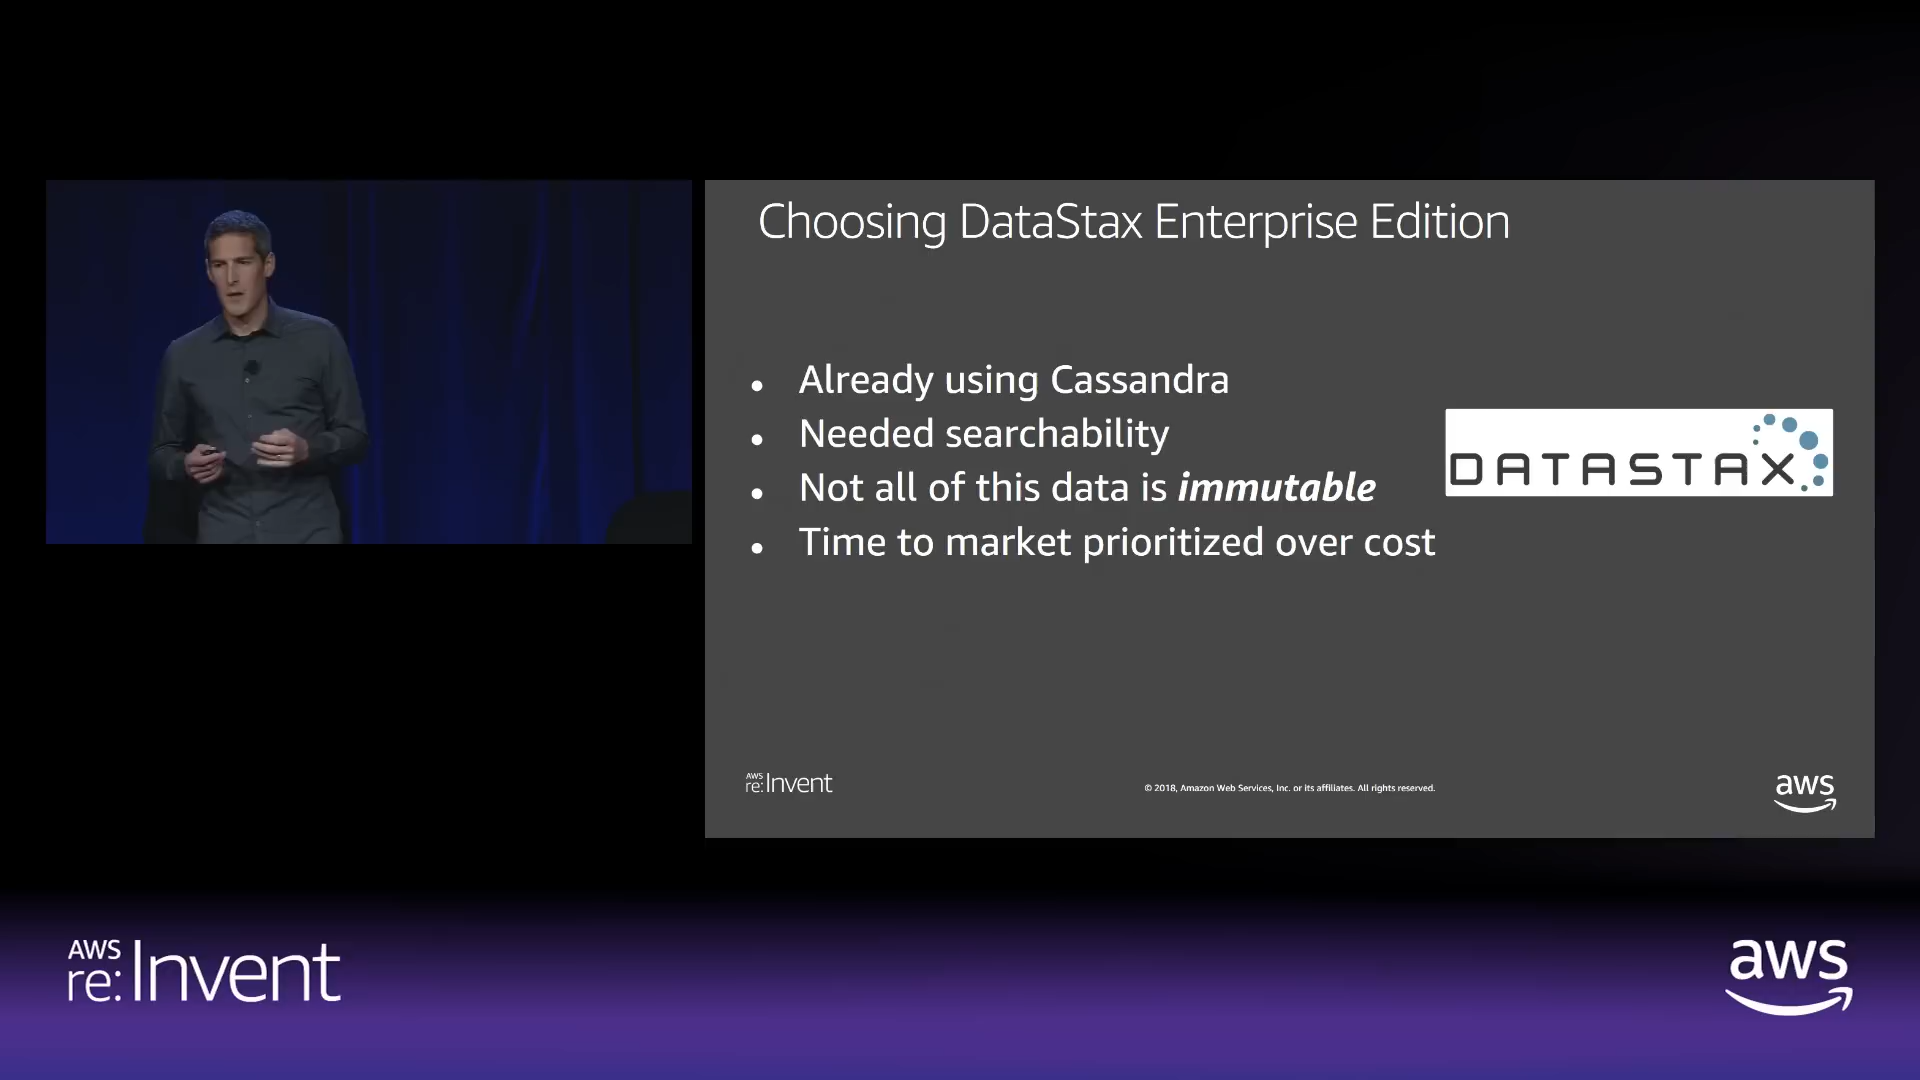 Choosing DataStax Enterprise Edition
Already using Cassandra
Needed searchability
Not all of this data is immutable
Time to market prioritized over cost
DATASTAX
AWS
re:Invent
© 2018, Amazon Web Services, Inc. or its affiliates. All rights reserved.
aws
AWS
re:Invent
aws